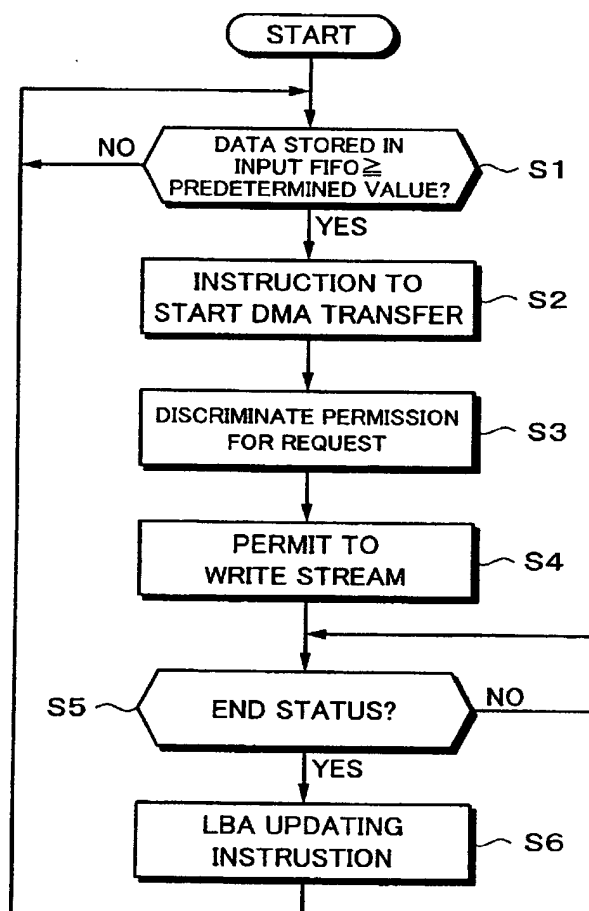 START
NO
DATA STORED IN
INPUT FIFO≧
PREDETERMINED VALUE?
S1
YES
INSTRUCTION TO
START DMA TRANSFER
S2
DISCRIMINATE PERMISSION
FOR REQUEST
S3
PERMIT TO
WRITE STREAM
S4
S5
END STATUS?
NO
YES
LBA UPDATING
INSTRUSTION
S6